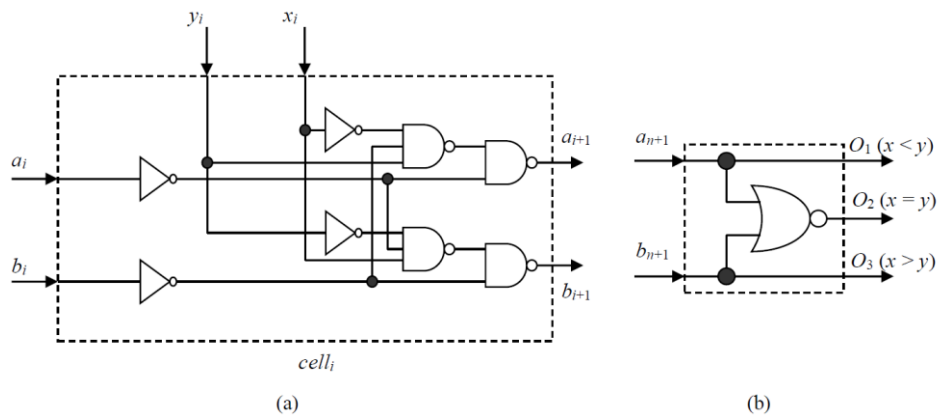 y_i x_i
a_i a_{i+1} a_{n+1} O_1 (x < y)
O_2 (x = y)
b_i b_{i+1} b_{n+1} O_3 (x > y)
cell_i
(a) (b)